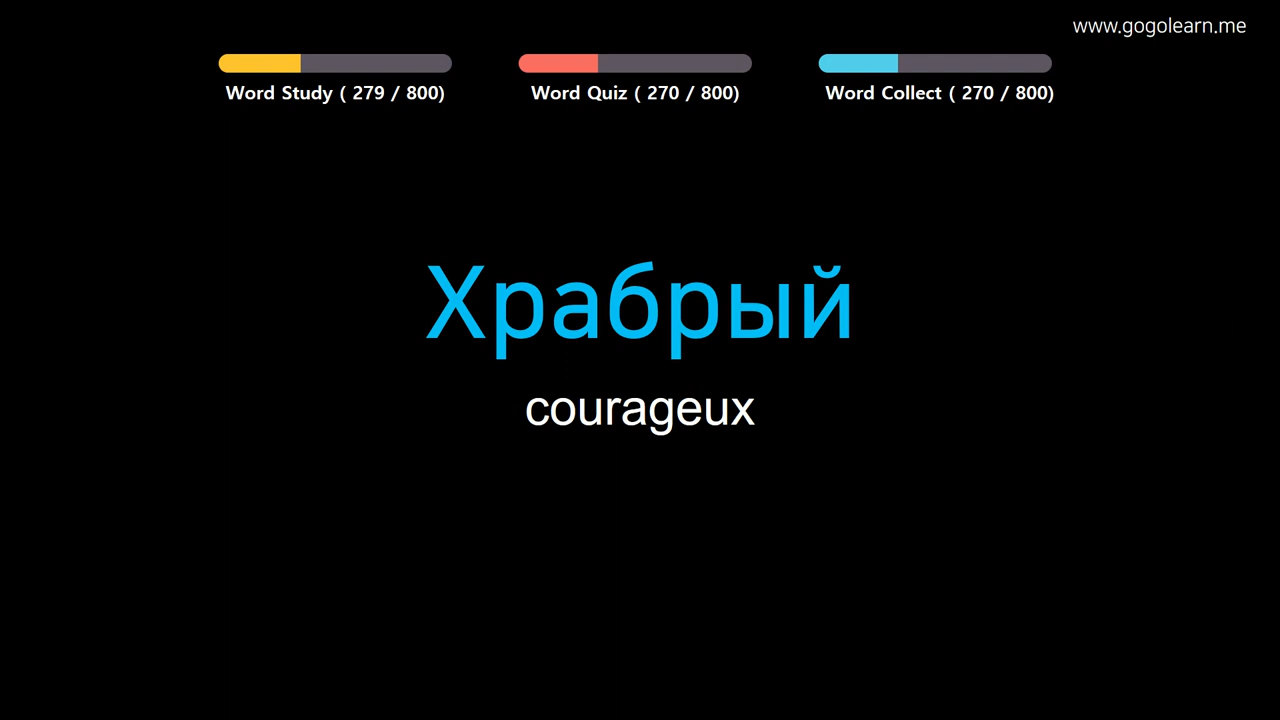 www.gogolearn.me
Word Study ( 279 / 800)
Word Quiz ( 270 / 800)
Word Collect ( 270 / 800)
Храбрый
courageux